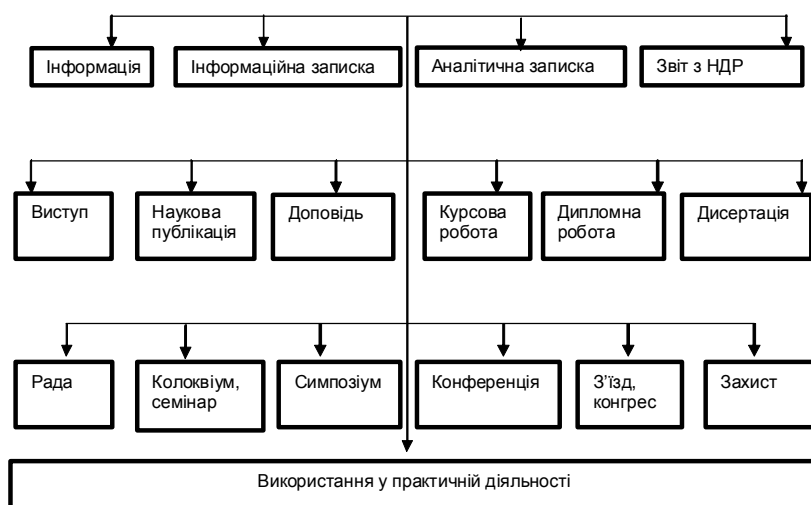 Інформація
Інформаційна записка
Аналітична записка
Звіт з НДР
Виступ
Наукова
публікація
Доповідь
Курсова
робота
Дипломна
робота
Дисертація
Рада
Колоквіум,
семінар
Симпозіум
Конференція
З’їзд,
конгрес
Захист
Використання у практичній діяльності